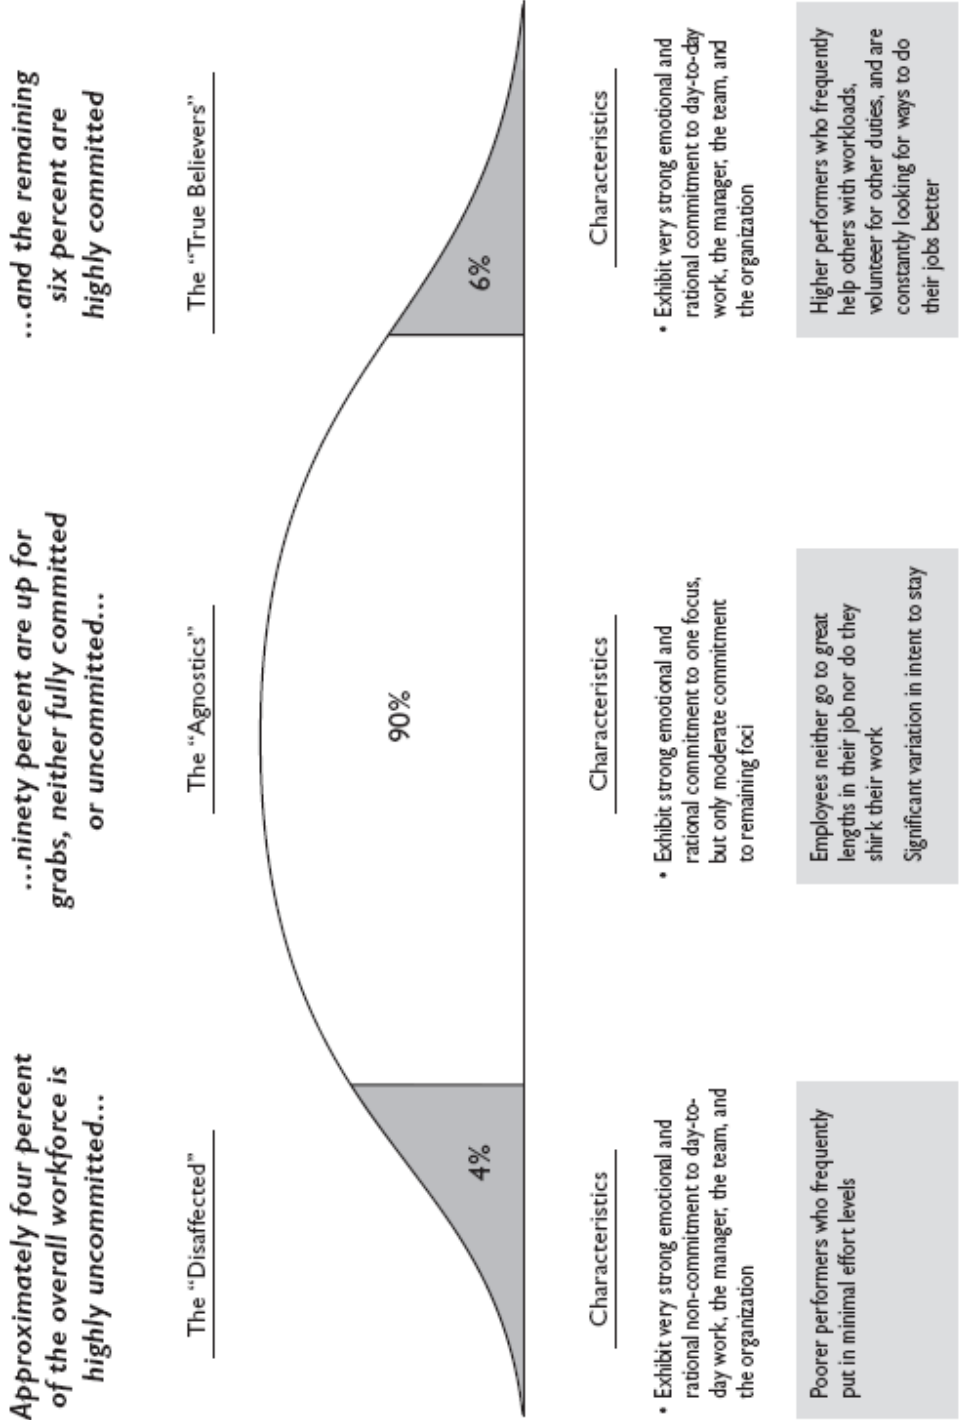 Approximately four percent
of the overall workforce is
highly uncommitted...
...ninety percent are up for
grabs, neither fully committed
or uncommitted...
...and the remaining
six percent are
highly committed
The “Disaffected”
The “Agnostics”
The “True Believers”
4%
90%
6%
Characteristics
• Exhibit very strong emotional and
rational non-commitment to day-to-
day work, the manager, the team, and
the organization
Poorer performers who frequently
put in minimal effort levels
Characteristics
• Exhibit strong emotional and
rational commitment to one focus,
but only moderate commitment
to remaining foci
Employees neither go to great
lengths in their job nor do they
shirk their work
Significant variation in intent to stay
Characteristics
• Exhibit very strong emotional and
rational commitment to day-to-day
work, the manager, the team, and
the organization
Higher performers who frequently
help others with workloads,
volunteer for other duties, and are
constantly looking for ways to do
their jobs better